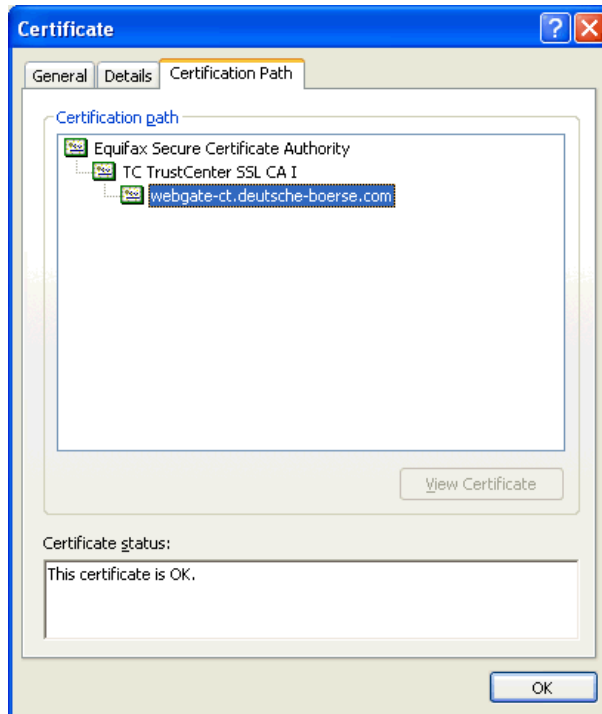 Certificate
General
Details
Certification Path
Certification path
Equifax Secure Certificate Authority
TC TrustCenter SSL CA I
webgate-ct.deutsche-boerse.com
View Certificate
Certificate status:
This certificate is OK.
OK